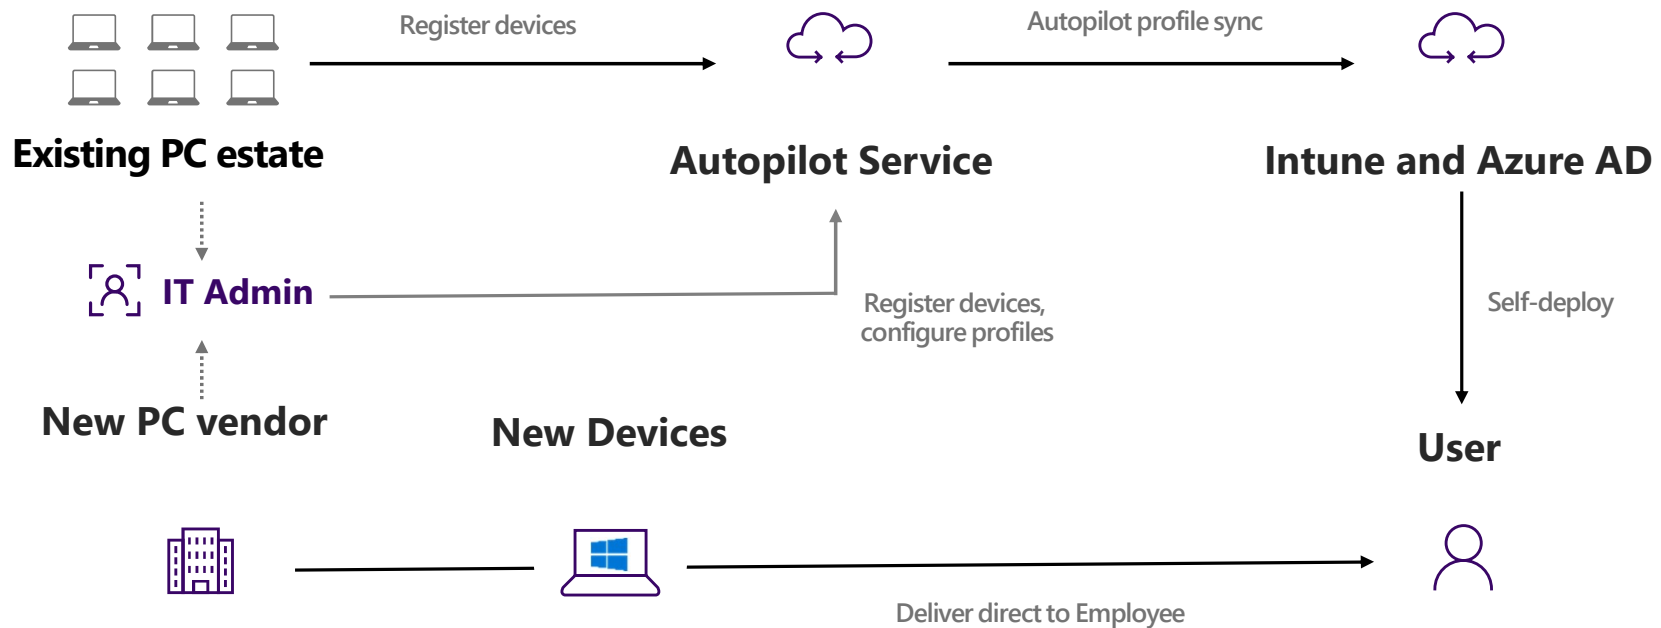 Register devices
Autopilot profile sync
Existing PC estate
Autopilot Service
Intune and Azure AD
IT Admin
Register devices,
configure profiles
Self-deploy
New PC vendor
New Devices
User
Deliver direct to Employee